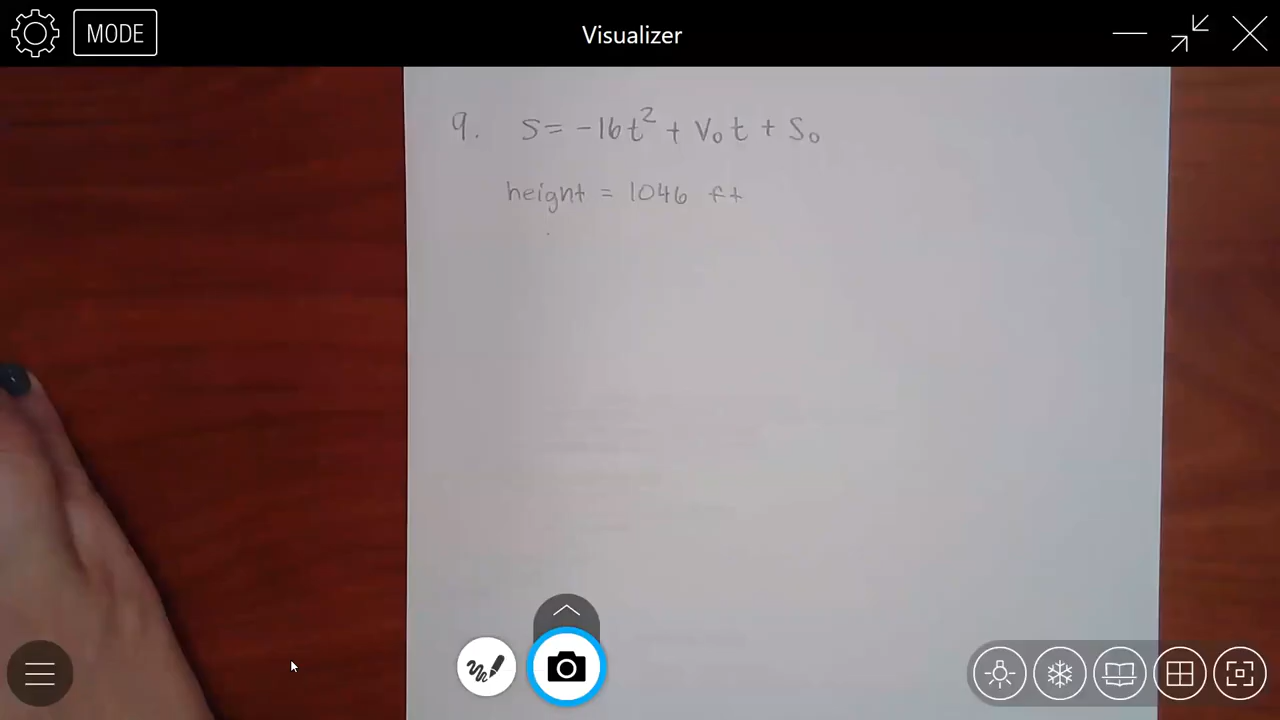 MODE
Visualizer
9. S = -16t² + V₀t + S₀
height = 1046 ft